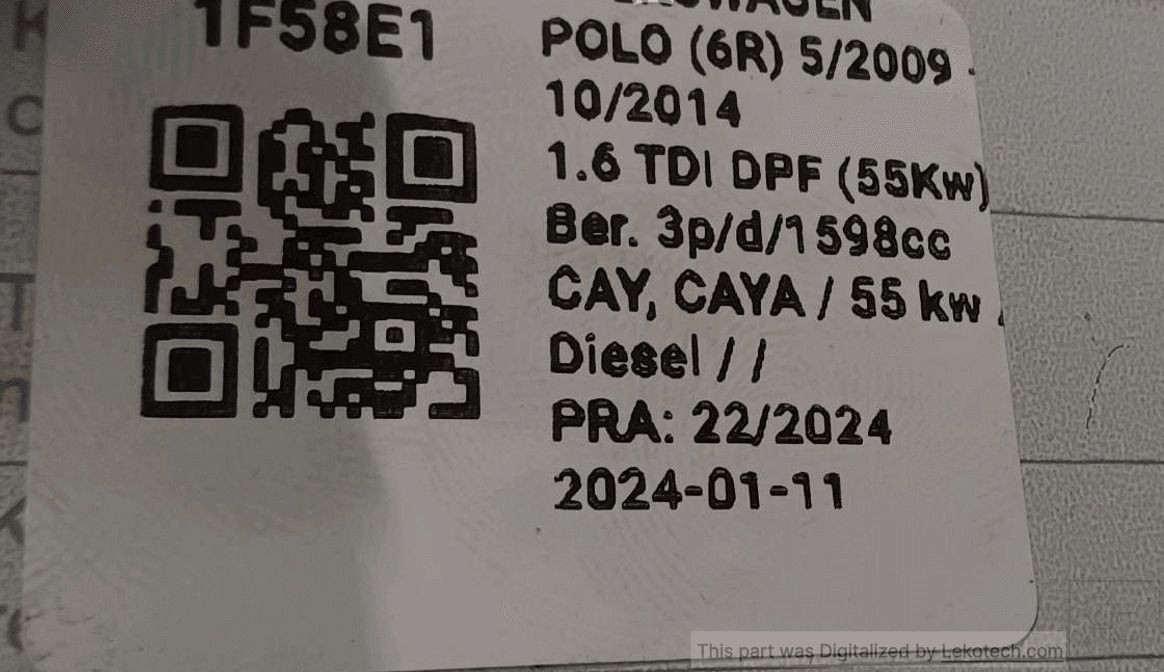 1F58E1
POLO (6R) 5/2009 -
10/2014
1.6 TDI DPF (55Kw)
Ber. 3p/d/1598cc
CAY, CAYA / 55 kw
Diesel / /
PRA: 22/2024
2024-01-11
This part was Digitalized by Lekotech.com